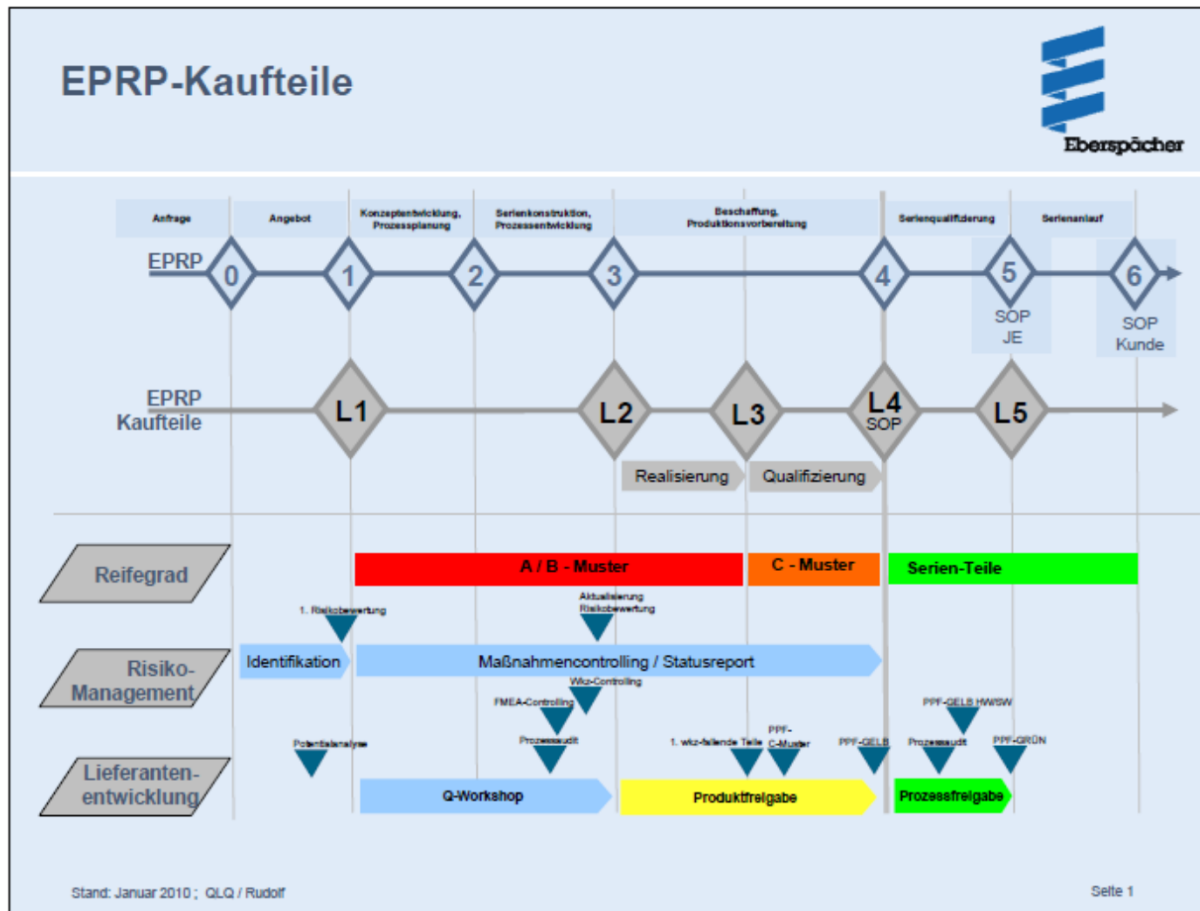 EPRP-Kaufteile
Eberspächer
Anfrage
Angebot
Konzeptentwicklung,
Prozessplanung
Serienkonstruktion,
Prozessentwicklung
Beschaffung,
Produktionsvorbereitung
Serienqualifizierung
Serienanlauf
EPRP
0
1
2
3
4
5
6
SOP
JE
SOP
Kunde
EPRP
Kaufteile
L1
L2
L3
L4
SOP
L5
Realisierung
Qualifizierung
Reifegrad
A / B - Muster
C - Muster
Serien-Teile
1. Risikobewertung
Aktualisierung
Risikobewertung
Risiko-
Management
Identifikation
Maßnahmencontrolling / Statusreport
Wkz-Controlling
FMEA-Controlling
PPF-GELB HW/SW
Potentialanalyse
Prozessaudit
1. wkz-fallende Teile
PPF-
C-Muster
PPF-GELB
Prozessaudit
PPF-GRÜN
Lieferanten-
entwicklung
Q-Workshop
Produktfreigabe
Prozessfreigabe
Stand: Januar 2010 ; QLQ / Rudolf
Seite 1